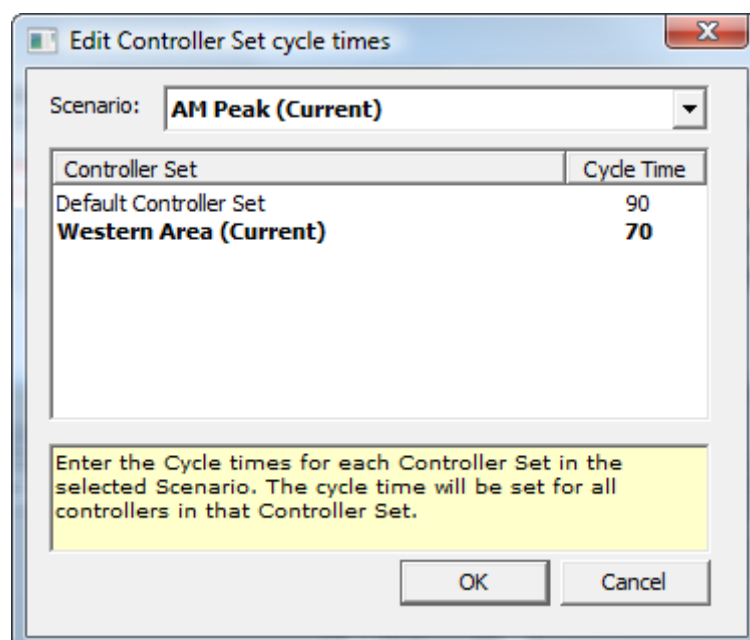 Edit Controller Set cycle times
Scenario: AM Peak (Current)
Controller Set Cycle Time
Default Controller Set 90
Western Area (Current) 70
Enter the Cycle times for each Controller Set in the
selected Scenario. The cycle time will be set for all
controllers in that Controller Set.
OK Cancel